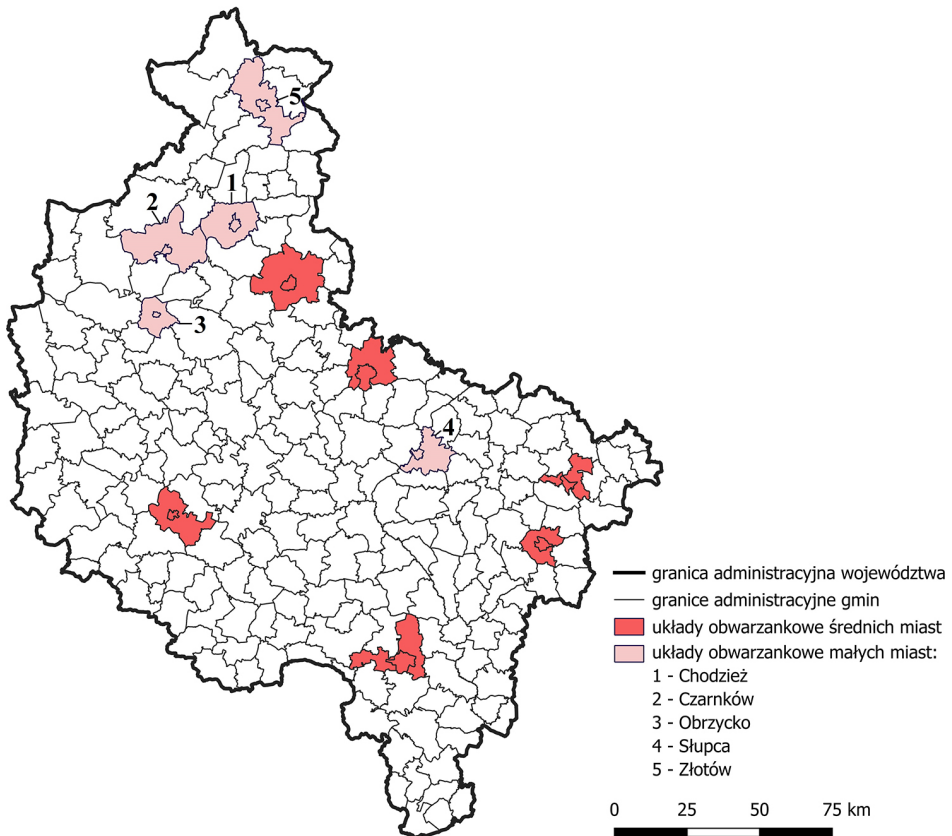 5
1
2
3
4
granica administracyjna województwa
granice administracyjne gmin
układy obwarzankowe średnich miast
układy obwarzankowe małych miast:
1 - Chodzież
2 - Czarnków
3 - Obrzycko
4 - Słupca
5 - Złotów
0 25 50 75 km